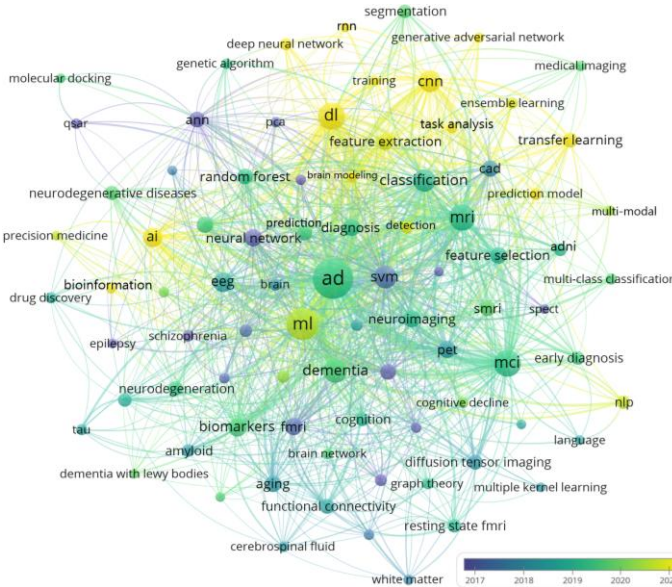 segmentation
rnn
deep neural network
generative adversarial network
genetic algorithm
medical imaging
molecular docking
training
cnn
ensemble learning
qsar
ann
pca
dl
task analysis
feature extraction
transfer learning
cad
random forest
brain modeling
classification
neurodegenerative diseases
prediction model
multi-modal
mri
precision medicine
ai
neural network
prediction
diagnosis
detection
adni
feature selection
bioinformation
eeg
brain
ad
svm
multi-class classification
drug discovery
smri
spect
ml
neuroimaging
epilepsy
schizophrenia
pet
mci
early diagnosis
dementia
neurodegeneration
cognitive decline
nlp
tau
biomarkers
fmri
cognition
language
amyloid
brain network
diffusion tensor imaging
dementia with lewy bodies
aging
graph theory
multiple kernel learning
functional connectivity
resting state fmri
cerebrospinal fluid
white matter
2017 2018 2019 2020